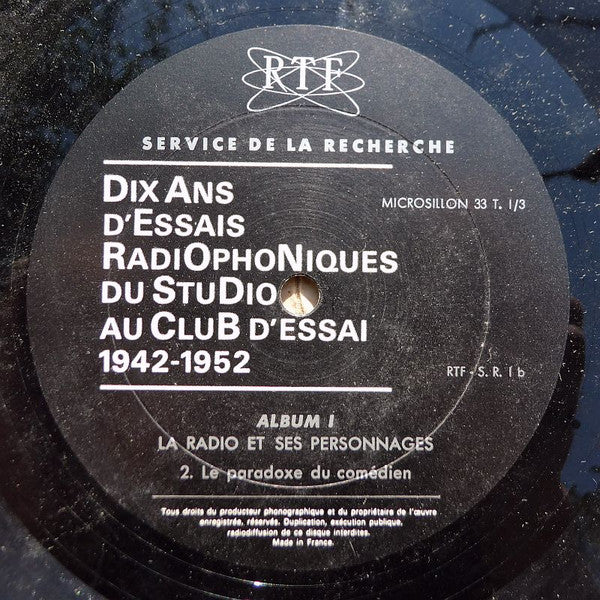 RTF
SERVICE DE LA RECHERCHE
DIX ANS
D'ESSAIS
RADIOPHONIQUES
DU STUDIO
AU CLUB D'ESSAI
1942-1952
MICROSILLON 33 T. 1/3
RTF - S. R. 1 b
ALBUM I
LA RADIO ET SES PERSONNAGES
2. Le paradoxe du comédien
Tous droits du producteur phonographique et du propriétaire de l'œuvre
enregistrée, réservés. Duplication, exécution publique,
radiodiffusion de ce disque interdites.
Made in France.